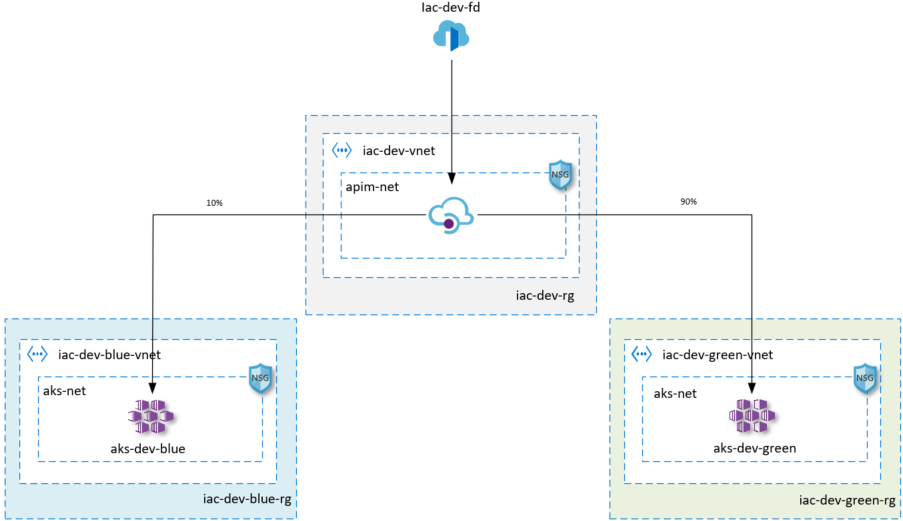 Iac-dev-fd
iac-dev-vnet
NSG
apim-net
10%
90%
iac-dev-rg
iac-dev-blue-vnet
NSG
aks-net
aks-dev-blue
iac-dev-blue-rg
iac-dev-green-vnet
NSG
aks-net
aks-dev-green
iac-dev-green-rg